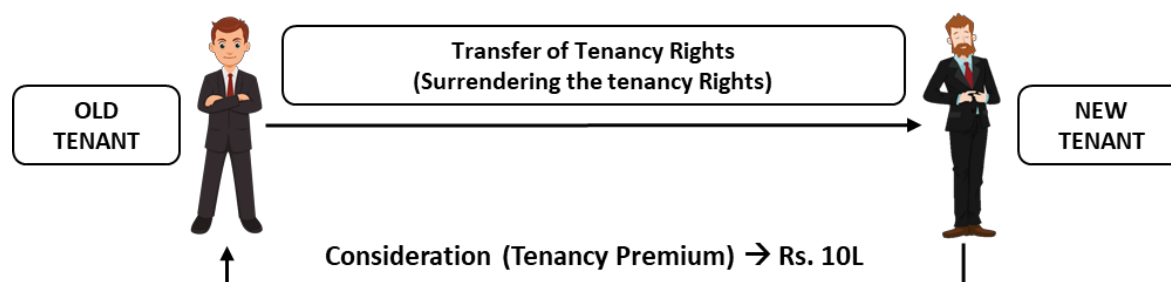 Transfer of Tenancy Rights
(Surrendering the tenancy Rights)
OLD
TENANT
NEW
TENANT
Consideration (Tenancy Premium) → Rs. 10L